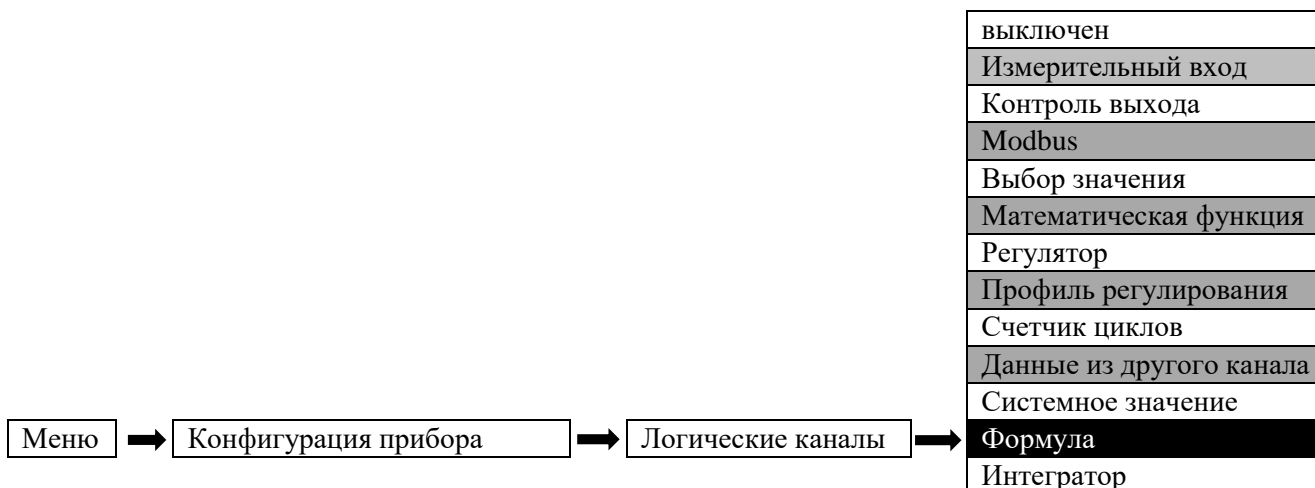 выключен
Измерительный вход
Контроль выхода
Modbus
Выбор значения
Математическая функция
Регулятор
Профиль регулирования
Счетчик циклов
Данные из другого канала
Системное значение
Меню Конфигурация прибора Логические каналы Формула
Интегратор